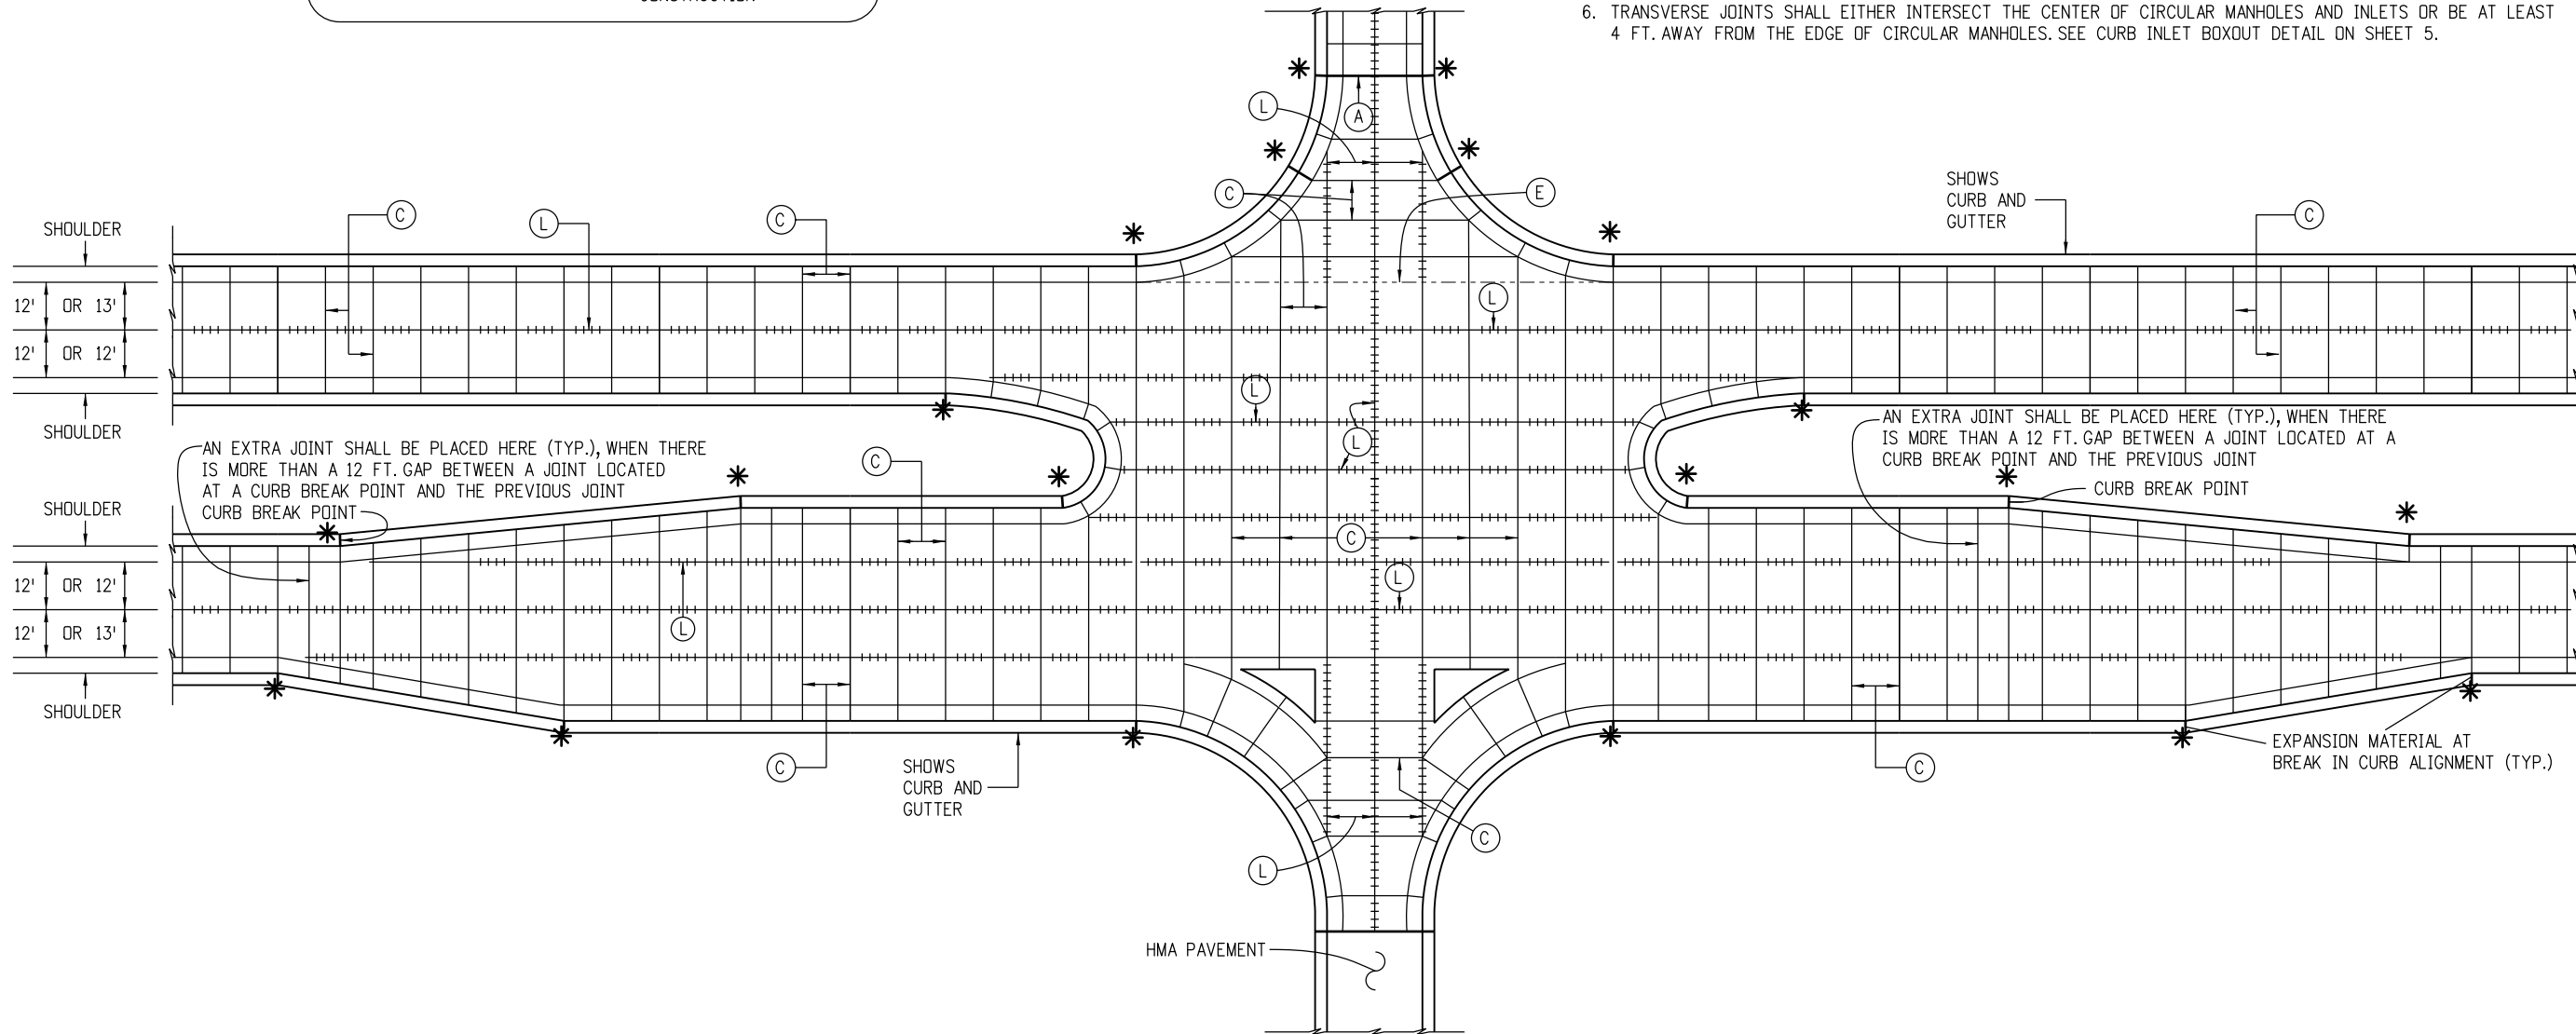 CONSTRUCTION
6. TRANSVERSE JOINTS SHALL EITHER INTERSECT THE CENTER OF CIRCULAR MANHOLES AND INLETS OR BE AT LEAST
4 FT. AWAY FROM THE EDGE OF CIRCULAR MANHOLES. SEE CURB INLET BOXOUT DETAIL ON SHEET 5.
L
A
C
E
SHOWS
CURB AND
GUTTER
C
L
C
C
SHOULDER
12' OR 13'
12' OR 12'
SHOULDER
L
L
L
AN EXTRA JOINT SHALL BE PLACED HERE (TYP.), WHEN THERE
IS MORE THAN A 12 FT. GAP BETWEEN A JOINT LOCATED
AT A CURB BREAK POINT AND THE PREVIOUS JOINT
CURB BREAK POINT
C
AN EXTRA JOINT SHALL BE PLACED HERE (TYP.), WHEN THERE
IS MORE THAN A 12 FT. GAP BETWEEN A JOINT LOCATED AT A
CURB BREAK POINT AND THE PREVIOUS JOINT
CURB BREAK POINT
SHOULDER
12' OR 12'
12' OR 13'
SHOULDER
C
L
L
C
SHOWS
CURB AND
GUTTER
EXPANSION MATERIAL AT
BREAK IN CURB ALIGNMENT (TYP.)
C
C
L
HMA PAVEMENT